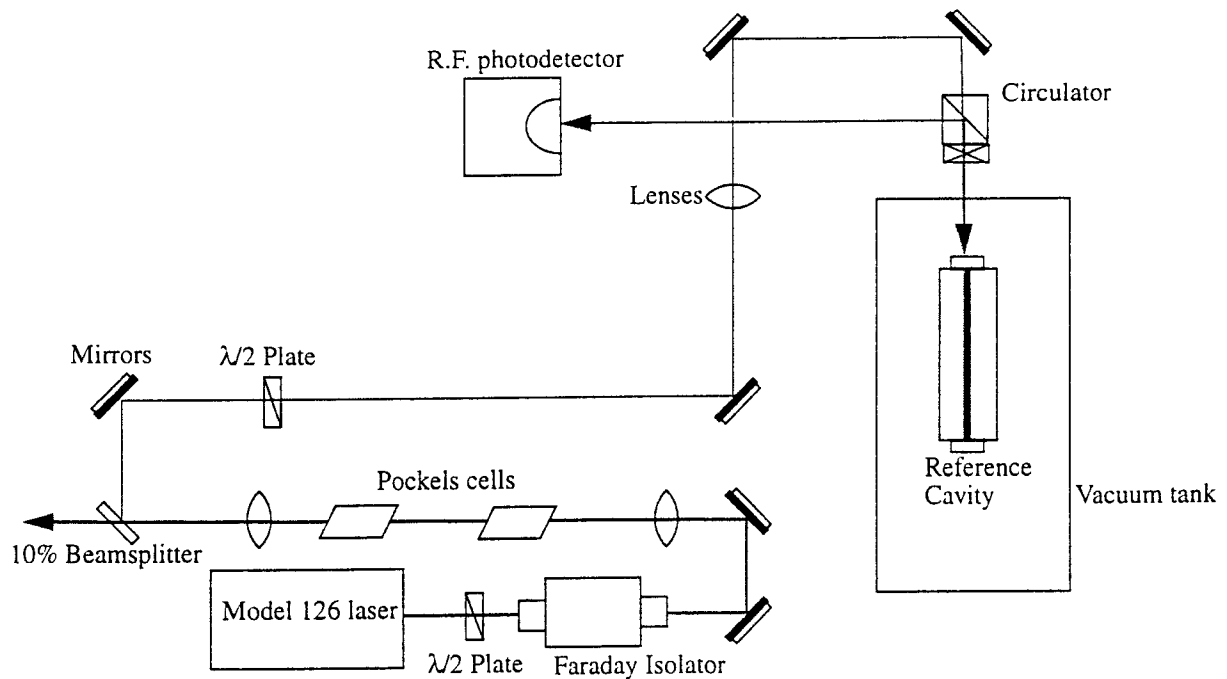 R.F. photodetector
Circulator
Lenses
Mirrors
λ/2 Plate
Pockels cells
Reference
Cavity
Vacuum tank
10% Beamsplitter
Model 126 laser
λ/2 Plate
Faraday Isolator